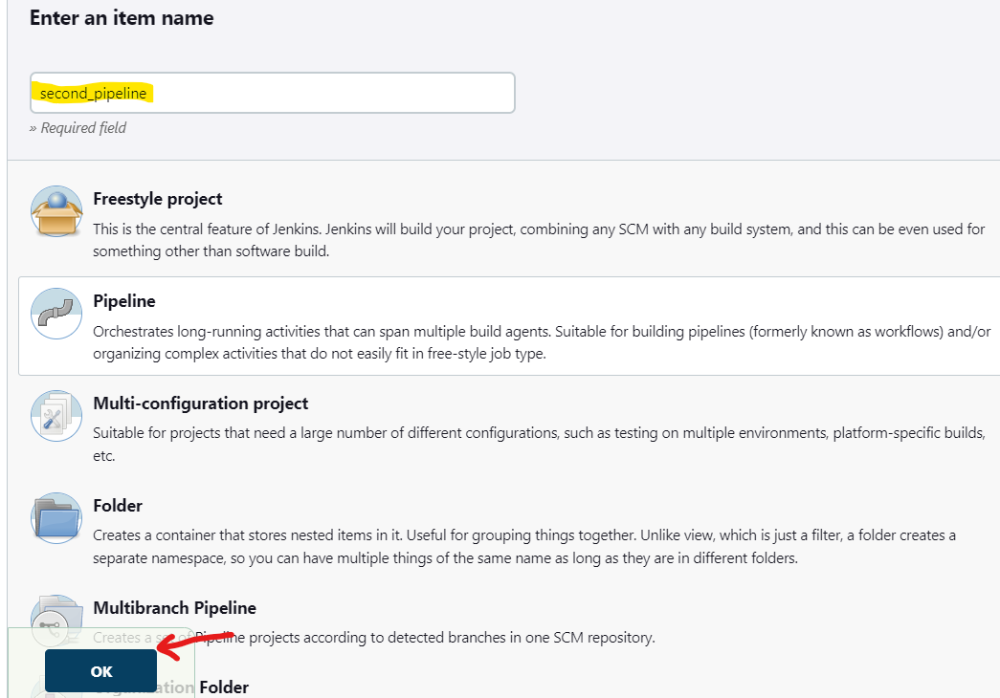 Enter an item name
second_pipeline
» Required field
Freestyle project
This is the central feature of Jenkins. Jenkins will build your project, combining any SCM with any build system, and this can be even used for
something other than software build.
Pipeline
Orchestrates long-running activities that can span multiple build agents. Suitable for building pipelines (formerly known as workflows) and/or
organizing complex activities that do not easily fit in free-style job type.
Multi-configuration project
Suitable for projects that need a large number of different configurations, such as testing on multiple environments, platform-specific builds,
etc.
Folder
Creates a container that stores nested items in it. Useful for grouping things together. Unlike view, which is just a filter, a folder creates a
separate namespace, so you can have multiple things of the same name as long as they are in different folders.
Multibranch Pipeline
Creates a set of Pipeline projects according to detected branches in one SCM repository.
OK
Organization Folder